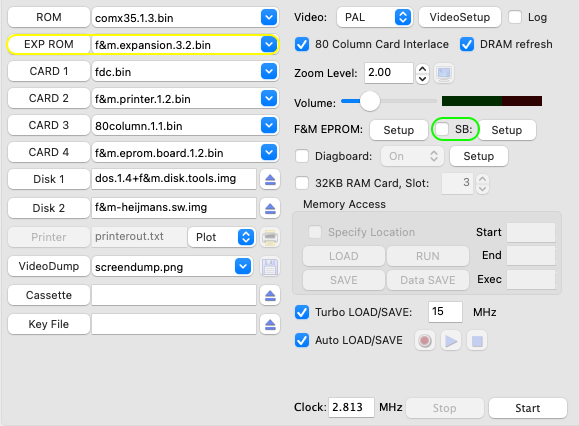 ROM comx35.1.3.bin
EXP ROM f&m.expansion.3.2.bin
CARD 1 fdc.bin
CARD 2 f&m.printer.1.2.bin
CARD 3 80column.1.1.bin
CARD 4 f&m.eprom.board.1.2.bin
Disk 1 dos.1.4+f&m.disk.tools.img
Disk 2 f&m-heijmans.sw.img
Printer printerout.txt Plot
VideoDump screendump.png
Cassette
Key File
Video: PAL VideoSetup Log
80 Column Card Interlace DRAM refresh
Zoom Level: 2.00
Volume:
F&M EPROM: Setup SB: Setup
Diagboard: On Setup
32KB RAM Card, Slot: 3
Memory Access
Specify Location Start
LOAD RUN End
SAVE Data SAVE Exec
Turbo LOAD/SAVE: 15 MHz
Auto LOAD/SAVE
Clock: 2.813 MHz Stop Start